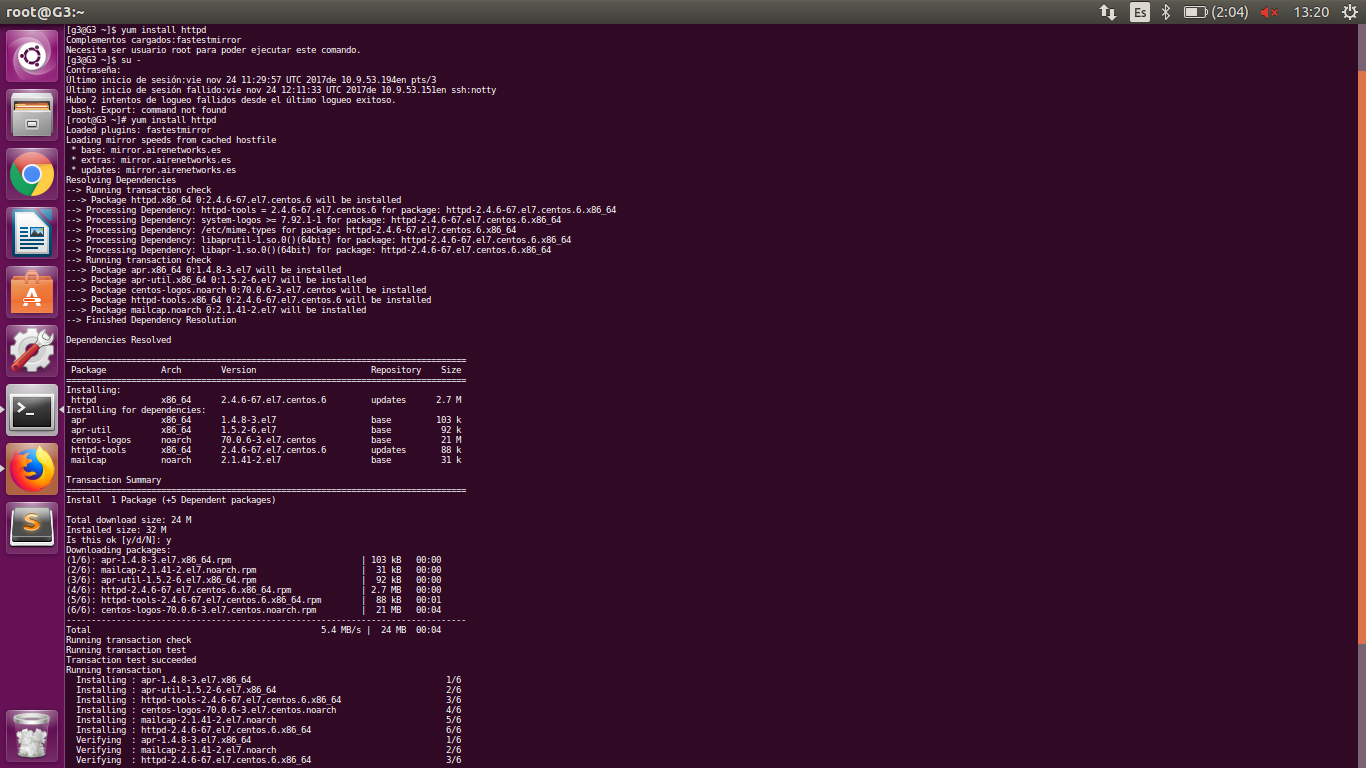 root@G3:~
Es
(2:04)
13:20
[g3@G3 ~]$ yum install httpd
Complementos cargados:fastestmirror
Necesita ser usuario root para poder ejecutar este comando.
[g3@G3 ~]$ su -
Contraseña:
Último inicio de sesión:vie nov 24 11:29:57 UTC 2017de 10.9.53.194en pts/3
Último inicio de sesión fallido:vie nov 24 12:11:33 UTC 2017de 10.9.53.151en ssh:notty
Hubo 2 intentos de logueo fallidos desde el último logueo exitoso.
-bash: Export: command not found
[root@G3 ~]# yum install httpd
Loaded plugins: fastestmirror
Loading mirror speeds from cached hostfile
 * base: mirror.airenetworks.es
 * extras: mirror.airenetworks.es
 * updates: mirror.airenetworks.es
Resolving Dependencies
--> Running transaction check
---> Package httpd.x86_64 0:2.4.6-67.el7.centos.6 will be installed
--> Processing Dependency: httpd-tools = 2.4.6-67.el7.centos.6 for package: httpd-2.4.6-67.el7.centos.6.x86_64
--> Processing Dependency: system-logos >= 7.92.1-1 for package: httpd-2.4.6-67.el7.centos.6.x86_64
--> Processing Dependency: /etc/mime.types for package: httpd-2.4.6-67.el7.centos.6.x86_64
--> Processing Dependency: libaprutil-1.so.0()(64bit) for package: httpd-2.4.6-67.el7.centos.6.x86_64
--> Processing Dependency: libapr-1.so.0()(64bit) for package: httpd-2.4.6-67.el7.centos.6.x86_64
--> Running transaction check
---> Package apr.x86_64 0:1.4.8-3.el7 will be installed
---> Package apr-util.x86_64 0:1.5.2-6.el7 will be installed
---> Package centos-logos.noarch 0:70.0.6-3.el7.centos will be installed
---> Package httpd-tools.x86_64 0:2.4.6-67.el7.centos.6 will be installed
---> Package mailcap.noarch 0:2.1.41-2.el7 will be installed
--> Finished Dependency Resolution
Dependencies Resolved
================================================================================
 Package Arch Version Repository Size
================================================================================
Installing:
 httpd x86_64 2.4.6-67.el7.centos.6 updates 2.7 M
Installing for dependencies:
 apr x86_64 1.4.8-3.el7 base 103 k
 apr-util x86_64 1.5.2-6.el7 base 92 k
 centos-logos noarch 70.0.6-3.el7.centos base 21 M
 httpd-tools x86_64 2.4.6-67.el7.centos.6 updates 88 k
 mailcap noarch 2.1.41-2.el7 base 31 k
Transaction Summary
================================================================================
Install  1 Package (+5 Dependent packages)
Total download size: 24 M
Installed size: 32 M
Is this ok [y/d/N]: y
Downloading packages:
(1/6): apr-1.4.8-3.el7.x86_64.rpm | 103 kB 00:00
(2/6): mailcap-2.1.41-2.el7.noarch.rpm | 31 kB 00:00
(3/6): apr-util-1.5.2-6.el7.x86_64.rpm | 92 kB 00:00
(4/6): httpd-2.4.6-67.el7.centos.6.x86_64.rpm | 2.7 MB 00:00
(5/6): httpd-tools-2.4.6-67.el7.centos.6.x86_64.rpm | 88 kB 00:01
(6/6): centos-logos-70.0.6-3.el7.centos.noarch.rpm | 21 MB 00:04
--------------------------------------------------------------------------------
Total 5.4 MB/s | 24 MB 00:04
Running transaction check
Running transaction test
Transaction test succeeded
Running transaction
  Installing : apr-1.4.8-3.el7.x86_64 1/6
  Installing : apr-util-1.5.2-6.el7.x86_64 2/6
  Installing : httpd-tools-2.4.6-67.el7.centos.6.x86_64 3/6
  Installing : centos-logos-70.0.6-3.el7.centos.noarch 4/6
  Installing : mailcap-2.1.41-2.el7.noarch 5/6
  Installing : httpd-2.4.6-67.el7.centos.6.x86_64 6/6
  Verifying  : apr-1.4.8-3.el7.x86_64 1/6
  Verifying  : mailcap-2.1.41-2.el7.noarch 2/6
  Verifying  : httpd-2.4.6-67.el7.centos.6.x86_64 3/6